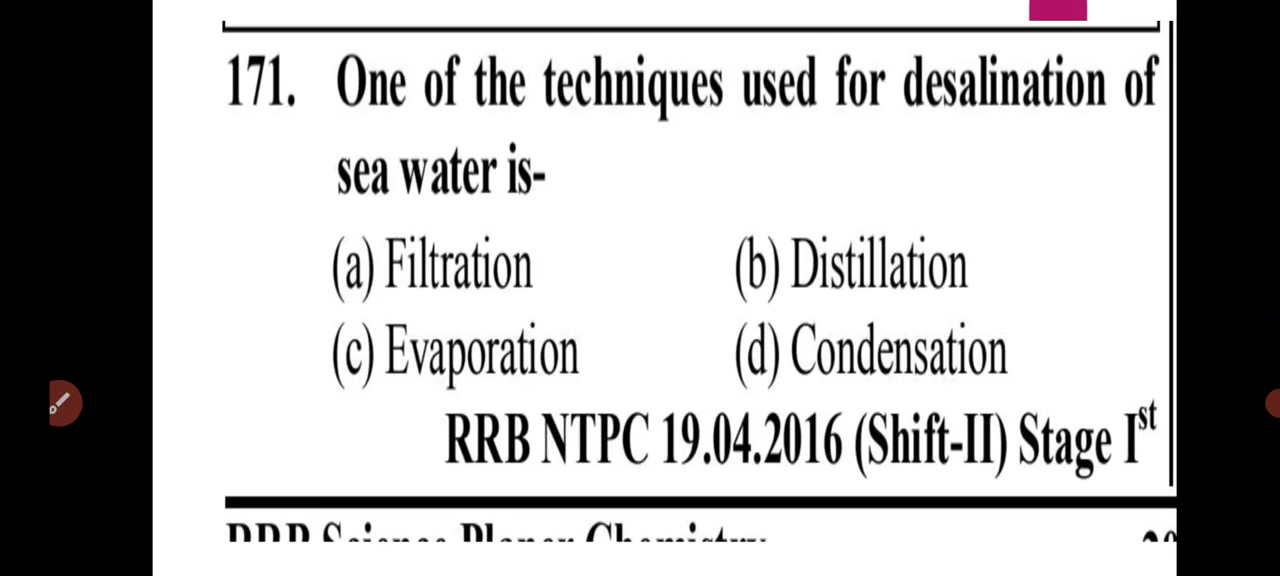 171. One of the techniques used for desalination of
sea water is-
(a) Filtration (b) Distillation
(c) Evaporation (d) Condensation
RRB NTPC 19.04.2016 (Shift-II) Stage Ist